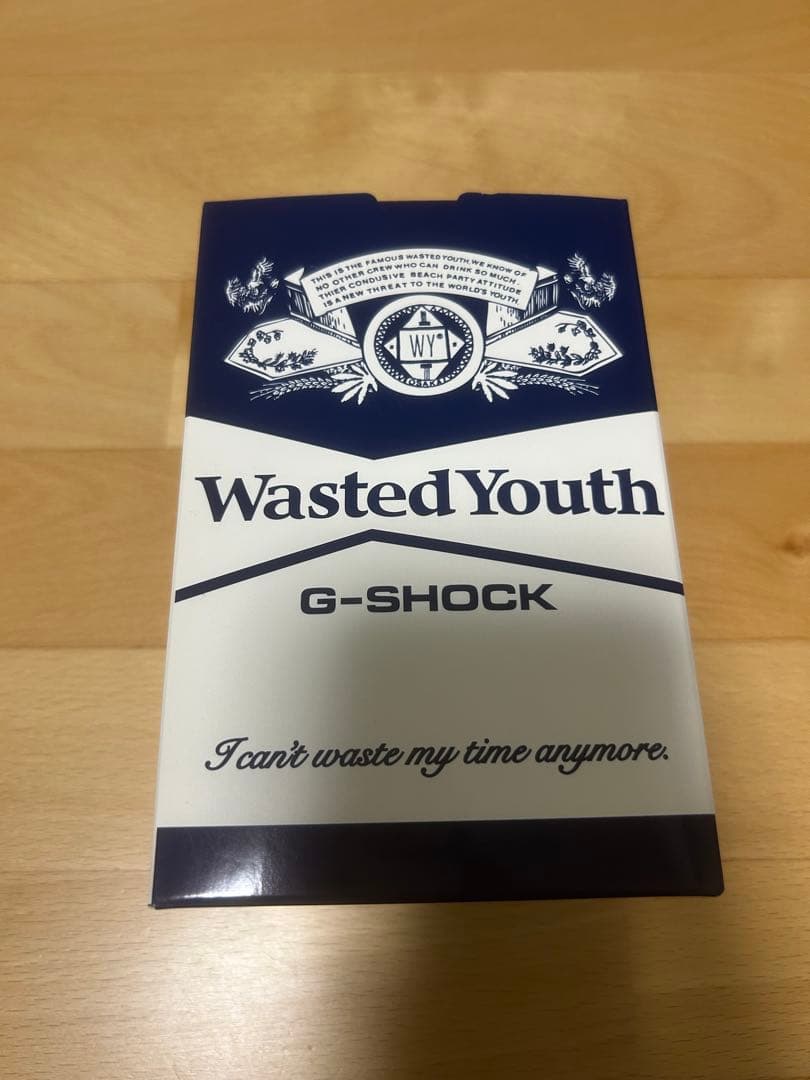 THIS IS THE FAMOUS WASTED YOUTH. WE KNOW OF
NO OTHER CREW WHO CAN DRINK SO MUCH.
THIER CONDUSIVE BEACH PARTY ATTITUDE
IS A NEW THREAT TO THE WORLD'S YOUTH.
WY
Wasted Youth
G-SHOCK
I can't waste my time anymore.